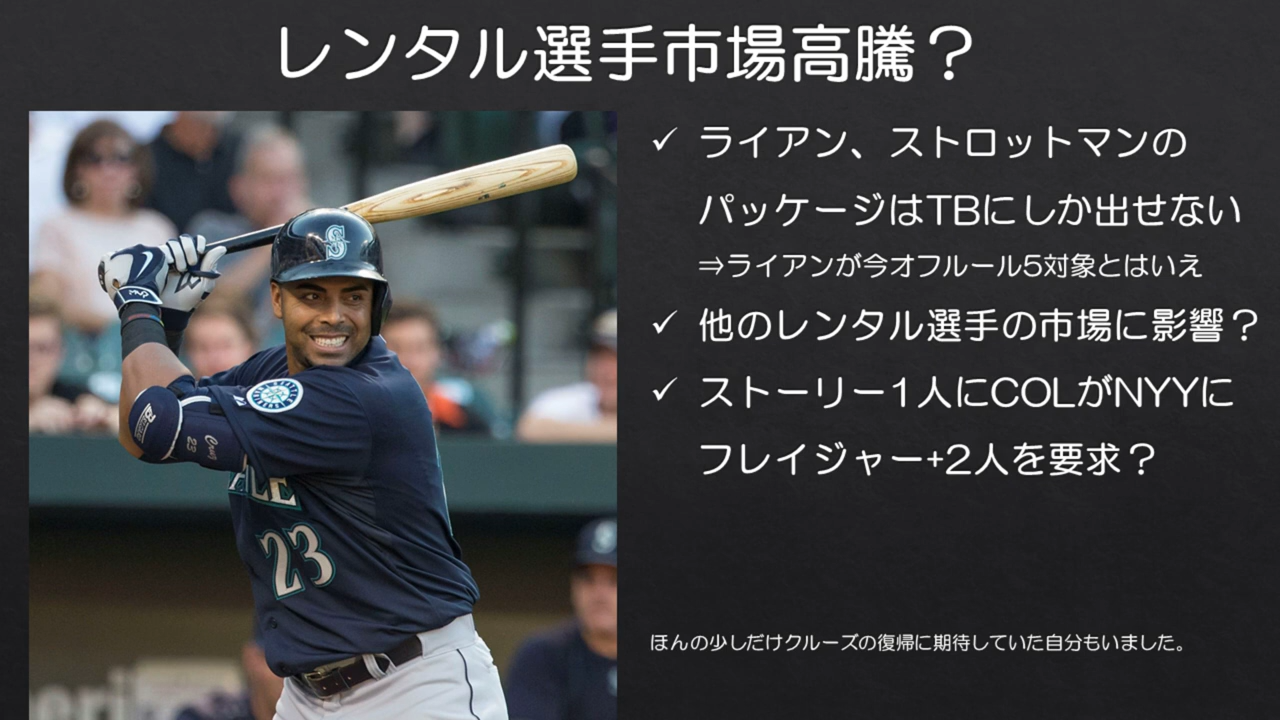 レンタル選手市場高騰？
✓ ライアン、ストロットマンの
パッケージはTBにしか出せない
⇒ライアンが今オフルール5対象とはいえ
✓ 他のレンタル選手の市場に影響？
✓ ストーリー1人にCOLがNYYに
フレイジャー+2人を要求？
ほんの少しだけクルーズの復帰に期待していた自分もいました。
S
MVP
Cruz
23
ATTLE
23